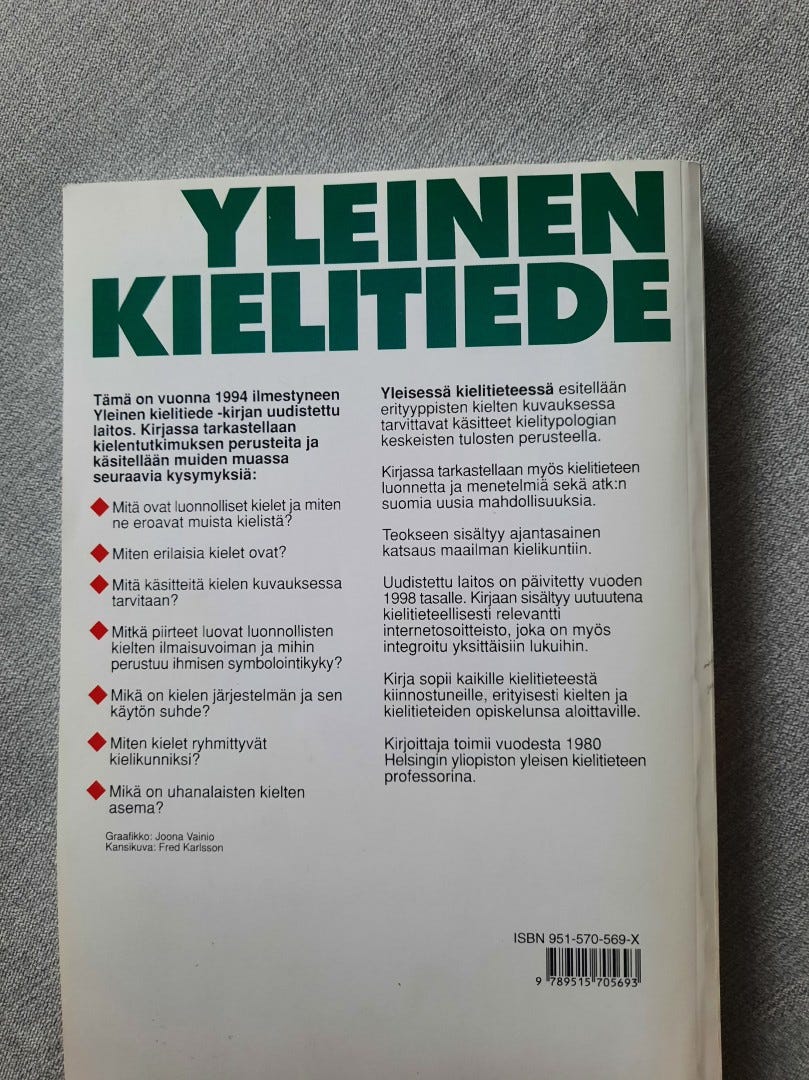 YLEINEN
KIELITIEDE
Tämä on vuonna 1994 ilmestyneen
Yleinen kielitiede -kirjan uudistettu
laitos. Kirjassa tarkastellaan
kielentutkimuksen perusteita ja
käsitellään muiden muassa
seuraavia kysymyksiä:
Mitä ovat luonnolliset kielet ja miten
ne eroavat muista kielistä?
Miten erilaisia kielet ovat?
Mitä käsitteitä kielen kuvauksessa
tarvitaan?
Mitkä piirteet luovat luonnollisten
kielten ilmaisuvoiman ja mihin
perustuu ihmisen symbolointikyky?
Mikä on kielen järjestelmän ja sen
käytön suhde?
Miten kielet ryhmittyvät
kielikunniksi?
Mikä on uhanalaisten kielten
asema?
Graafikko: Joona Vainio
Kansikuva: Fred Karlsson
Yleisessä kielitieteessä esitellään
erityyppisten kielten kuvauksessa
tarvittavat käsitteet kielitypologian
keskeisten tulosten perusteella.
Kirjassa tarkastellaan myös kielitieteen
luonnetta ja menetelmiä sekä atk:n
suomia uusia mahdollisuuksia.
Teokseen sisältyy ajantasainen
katsaus maailman kielikuntiin.
Uudistettu laitos on päivitetty vuoden
1998 tasalle. Kirjaan sisältyy uutuutena
kielitieteellisesti relevantti
internetosoitteisto, joka on myös
integroitu yksittäisiin lukuihin.
Kirja sopii kaikille kielitieteestä
kiinnostuneille, erityisesti kielten ja
kielitieteiden opiskelunsa aloittaville.
Kirjoittaja toimii vuodesta 1980
Helsingin yliopiston yleisen kielitieteen
professorina.
ISBN 951-570-569-X
9 789515 705693